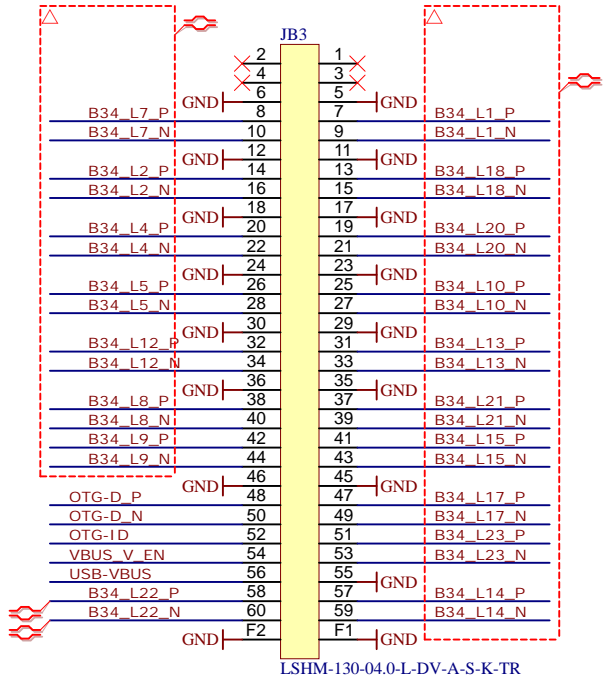 JB3
2 1
4 3
GND 6 5 GND
B34_L7_P 8 7 B34_L1_P
B34_L7_N 10 9 B34_L1_N
GND 12 11 GND
B34_L2_P 14 13 B34_L18_P
B34_L2_N 16 15 B34_L18_N
GND 18 17 GND
B34_L4_P 20 19 B34_L20_P
B34_L4_N 22 21 B34_L20_N
GND 24 23 GND
B34_L5_P 26 25 B34_L10_P
B34_L5_N 28 27 B34_L10_N
GND 30 29 GND
B34_L12_P 32 31 B34_L13_P
B34_L12_N 34 33 B34_L13_N
GND 36 35 GND
B34_L8_P 38 37 B34_L21_P
B34_L8_N 40 39 B34_L21_N
B34_L9_P 42 41 B34_L15_P
B34_L9_N 44 43 B34_L15_N
GND 46 45 GND
OTG-D_P 48 47 B34_L17_P
OTG-D_N 50 49 B34_L17_N
OTG-ID 52 51 B34_L23_P
VBUS_V_EN 54 53 B34_L23_N
USB-VBUS 56 55 GND
B34_L22_P 58 57 B34_L14_P
B34_L22_N 60 59 B34_L14_N
GND F2 F1 GND
LSHM-130-04.0-L-DV-A-S-K-TR